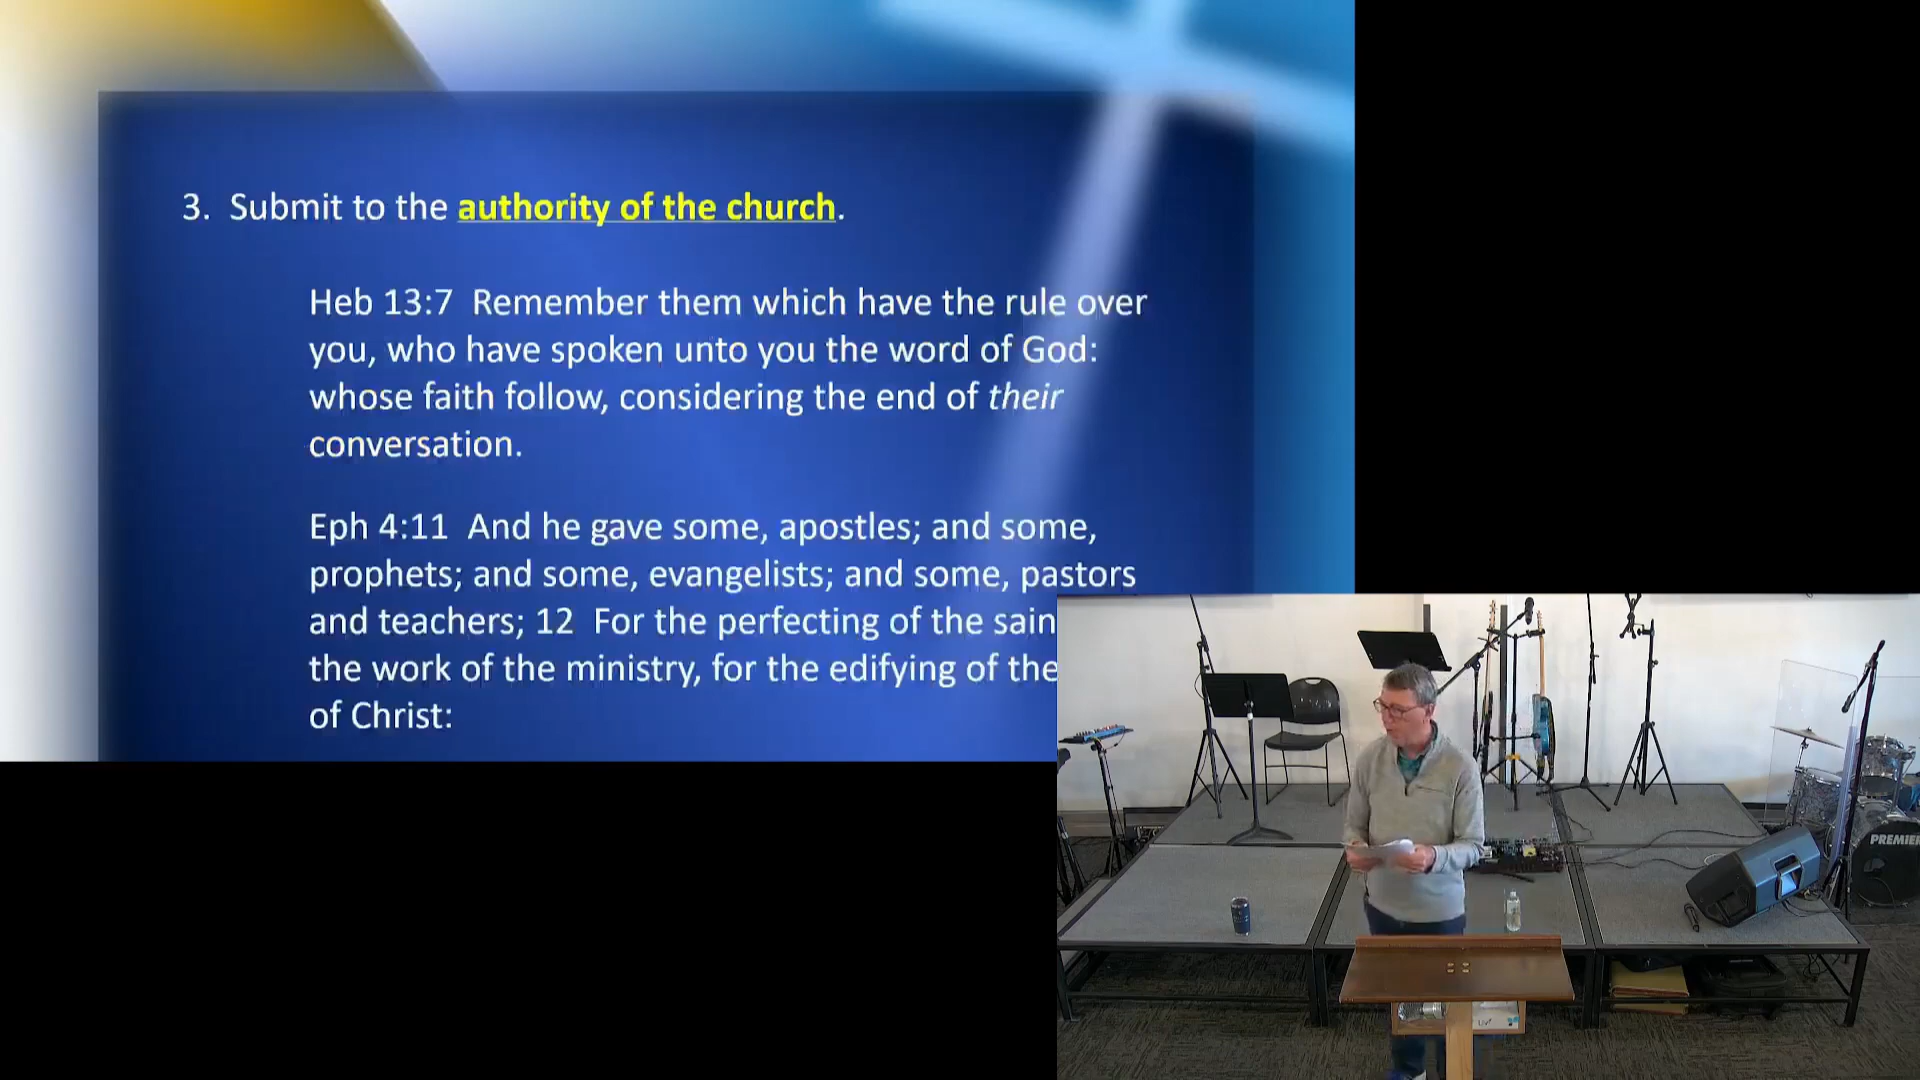 3. Submit to the authority of the church.
Heb 13:7 Remember them which have the rule over
you, who have spoken unto you the word of God:
whose faith follow, considering the end of their
conversation.
Eph 4:11 And he gave some, apostles; and some,
prophets; and some, evangelists; and some, pastors
and teachers; 12 For the perfecting of the sain
the work of the ministry, for the edifying of the
of Christ:
PREMIER